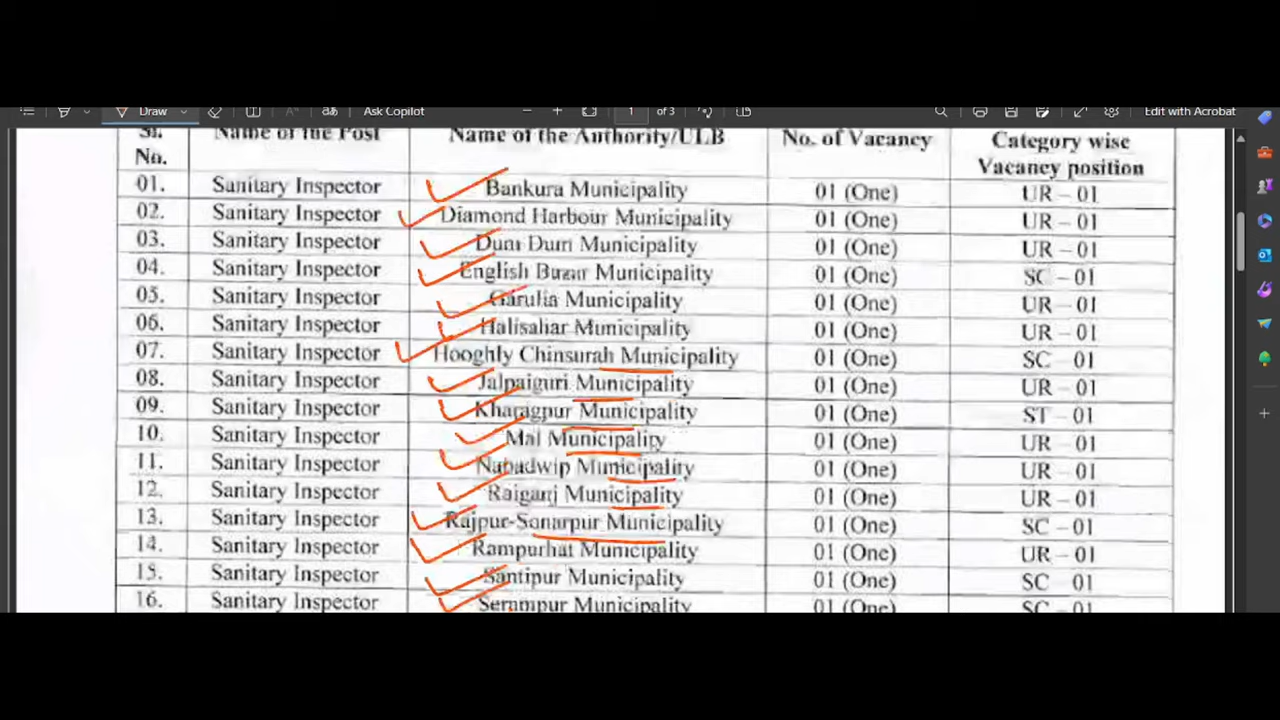 Draw
Ask Copilot
1 of 3
Edit with Acrobat
Sl. No. Name of the Post Name of the Authority/ULB No. of Vacancy Category wise Vacancy position
01. Sanitary Inspector Bankura Municipality 01 (One) UR – 01
02. Sanitary Inspector Diamond Harbour Municipality 01 (One) UR – 01
03. Sanitary Inspector Dum Dum Municipality 01 (One) UR – 01
04. Sanitary Inspector English Bazar Municipality 01 (One) SC – 01
05. Sanitary Inspector Garulia Municipality 01 (One) UR – 01
06. Sanitary Inspector Halisahar Municipality 01 (One) UR – 01
07. Sanitary Inspector Hooghly Chinsurah Municipality 01 (One) SC – 01
08. Sanitary Inspector Jalpaiguri Municipality 01 (One) UR – 01
09. Sanitary Inspector Kharagpur Municipality 01 (One) ST – 01
10. Sanitary Inspector Mal Municipality 01 (One) UR – 01
11. Sanitary Inspector Nabadwip Municipality 01 (One) UR – 01
12. Sanitary Inspector Raiganj Municipality 01 (One) UR – 01
13. Sanitary Inspector Rajpur-Sonarpur Municipality 01 (One) SC – 01
14. Sanitary Inspector Rampurhat Municipality 01 (One) UR – 01
15. Sanitary Inspector Santipur Municipality 01 (One) SC – 01
16. Sanitary Inspector Serampur Municipality 01 (One) SC – 01